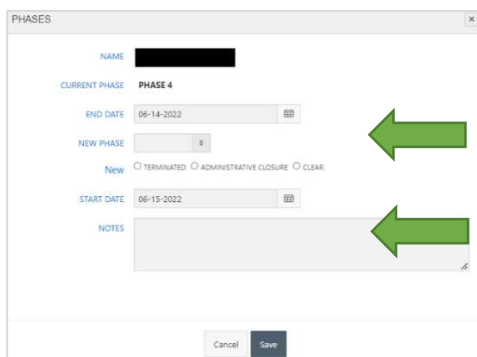 PHASES x
NAME
CURRENT PHASE PHASE 4
END DATE 06-14-2022
NEW PHASE
New TERMINATED ADMINISTRATIVE CLOSURE CLEAR
START DATE 06-15-2022
NOTES
Cancel Save